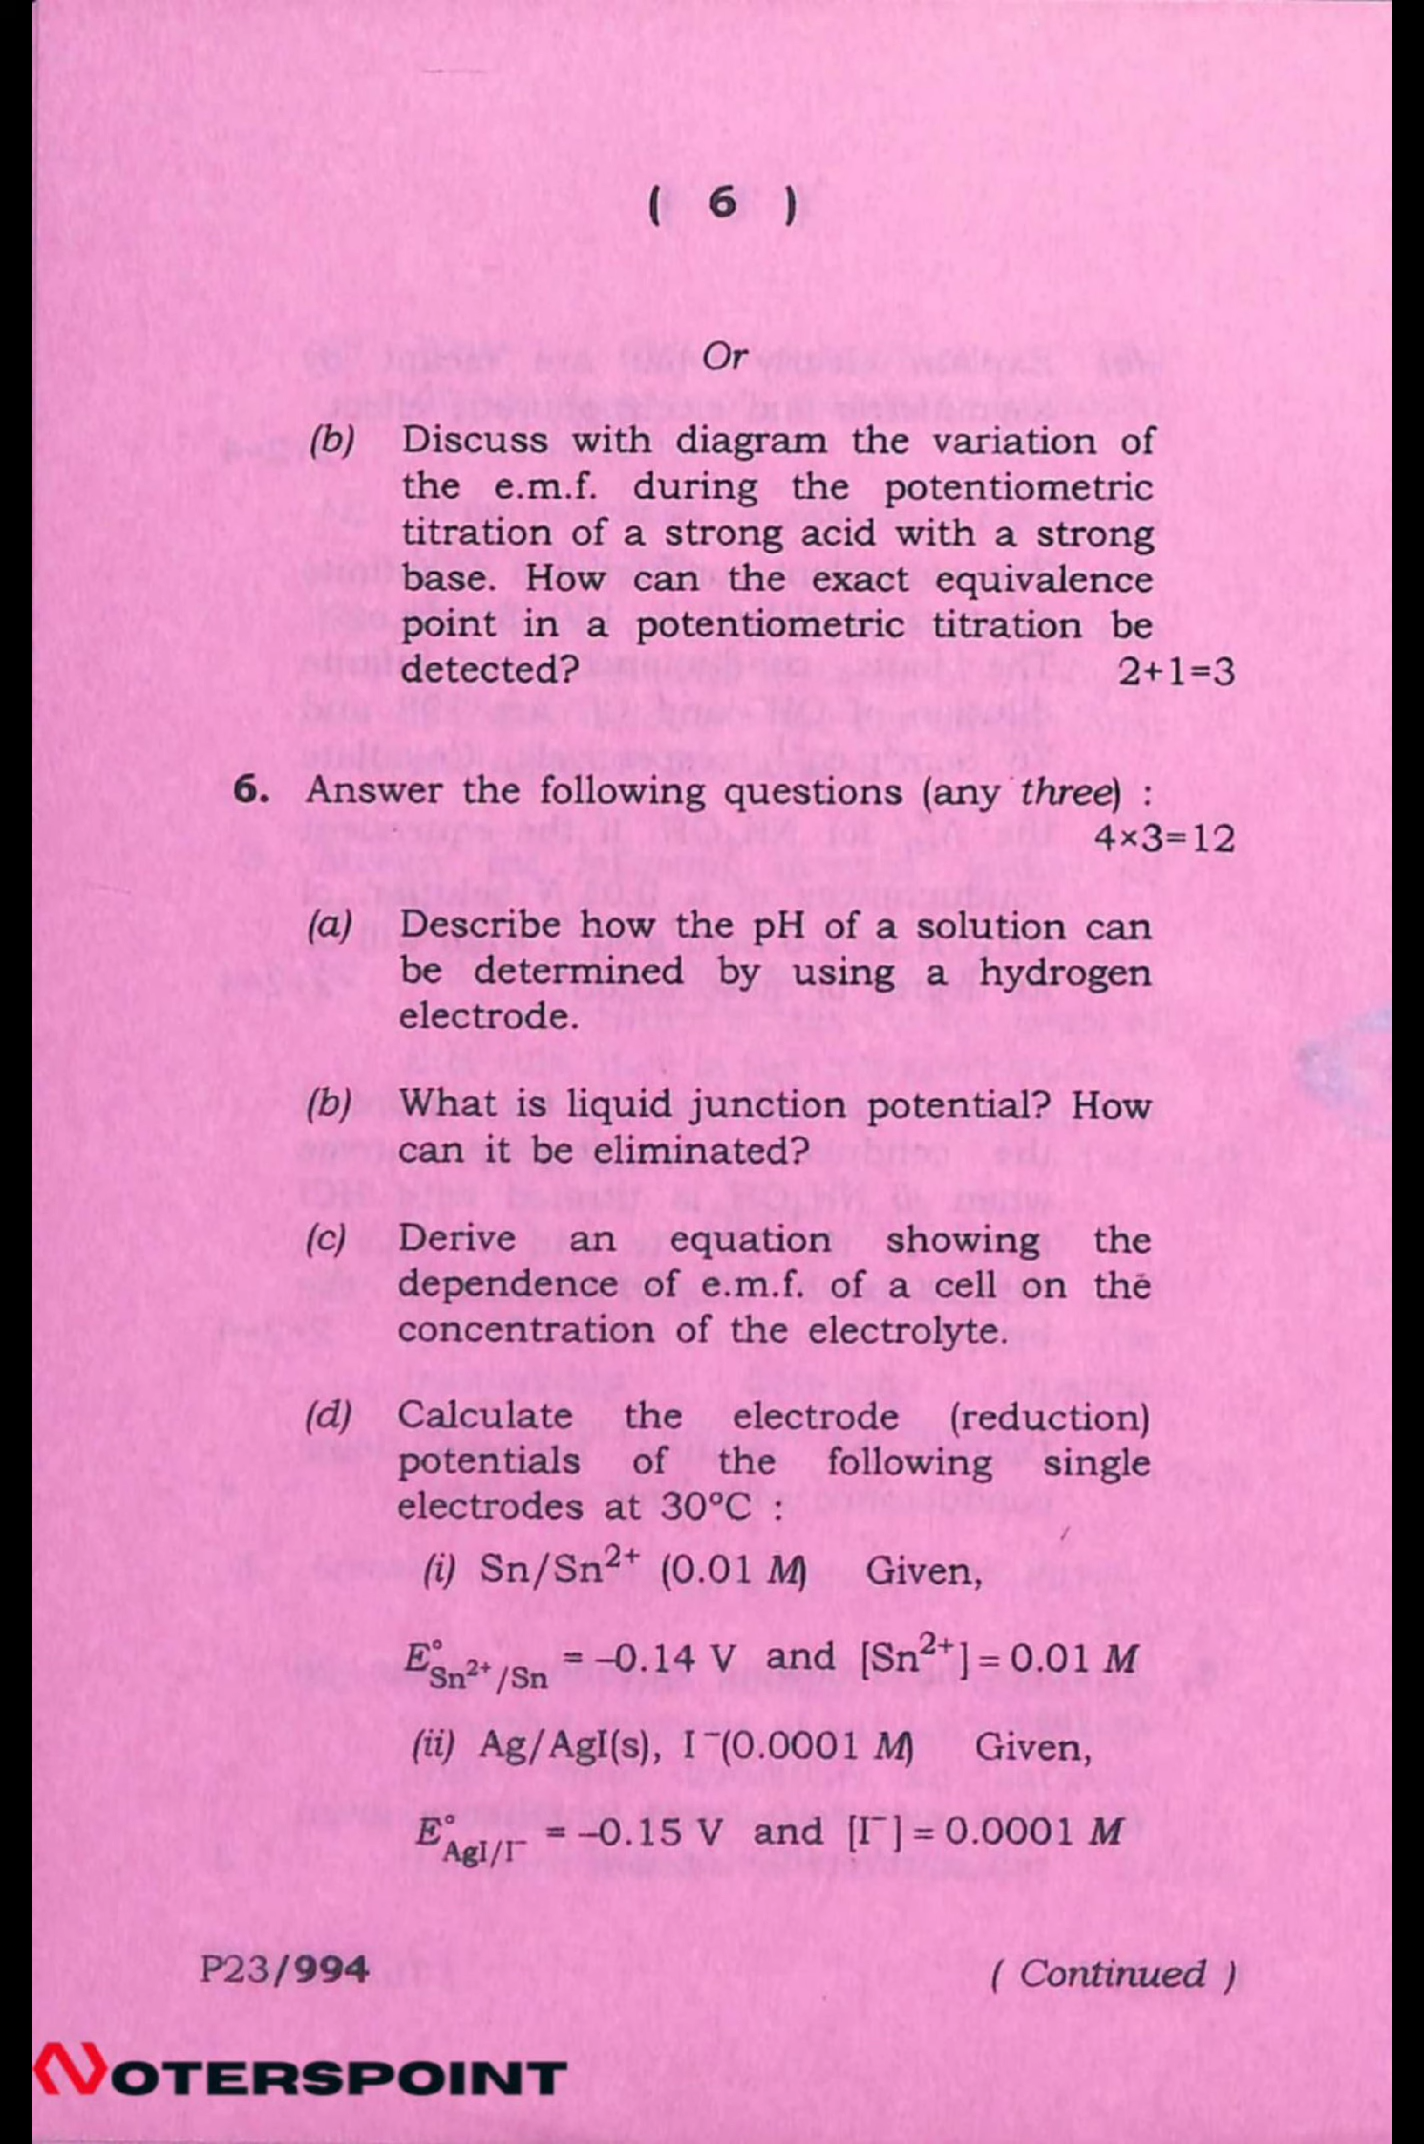 ( 6 )
Or
(b) Discuss with diagram the variation of
the e.m.f. during the potentiometric
titration of a strong acid with a strong
base. How can the exact equivalence
point in a potentiometric titration be
detected? 2+1=3
6. Answer the following questions (any three) :
4×3=12
(a) Describe how the pH of a solution can
be determined by using a hydrogen
electrode.
(b) What is liquid junction potential? How
can it be eliminated?
(c) Derive an equation showing the
dependence of e.m.f. of a cell on the
concentration of the electrolyte.
(d) Calculate the electrode (reduction)
potentials of the following single
electrodes at 30°C :
(i) Sn/Sn²⁺ (0.01 M) Given,
E°Sn²⁺/Sn = –0.14 V and [Sn²⁺] = 0.01 M
(ii) Ag/AgI(s), I⁻(0.0001 M) Given,
E°AgI/I⁻ = –0.15 V and [I⁻] = 0.0001 M
P23/994 ( Continued )
NOTERSPOINT